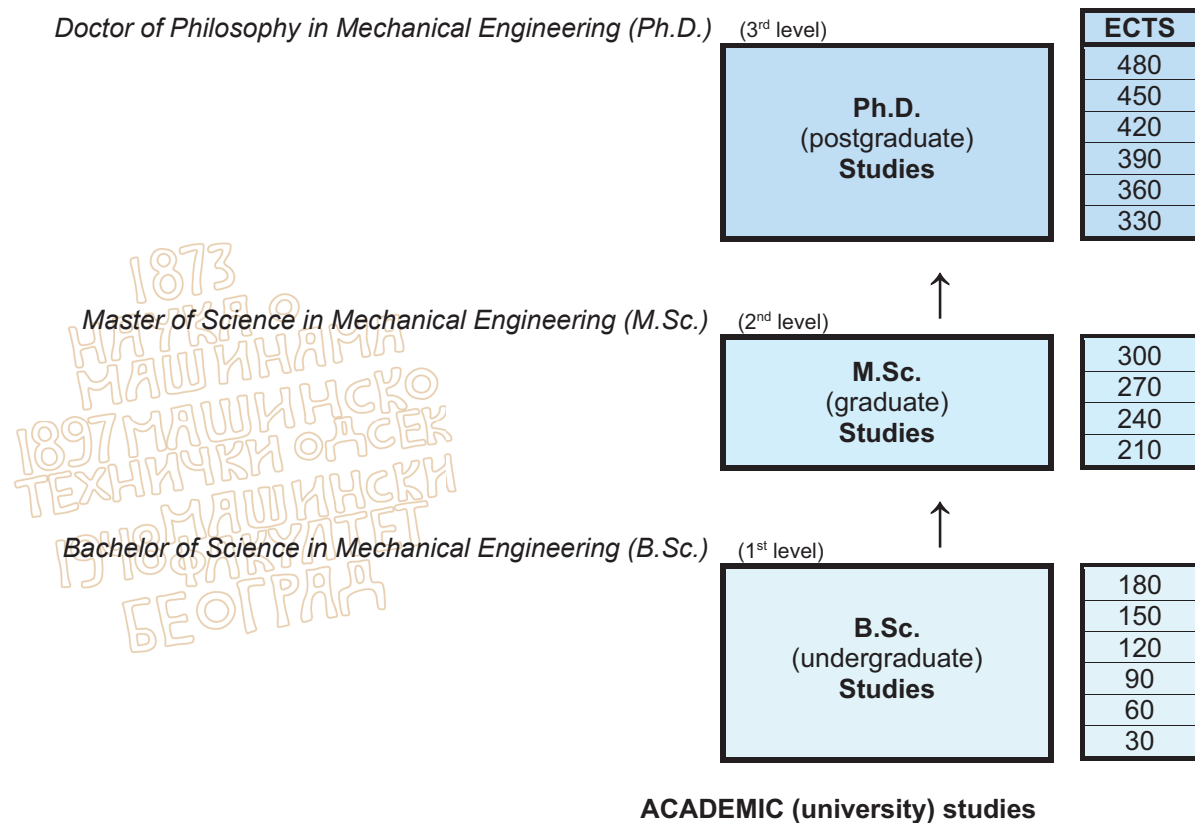 Doctor of Philosophy in Mechanical Engineering (Ph.D.) (3rd level)
ECTS
Ph.D.
(postgraduate)
Studies
480
450
420
390
360
330
1873
НАУКА О
МАШИНАМА
1897 МАШИНСКО
ТЕХНИЧКИ ОДСЕК
1948 МАШИНСКИ
ФАКУЛТЕТ
БЕОГРАД
Master of Science in Mechanical Engineering (M.Sc.) (2nd level)
M.Sc.
(graduate)
Studies
300
270
240
210
Bachelor of Science in Mechanical Engineering (B.Sc.) (1st level)
B.Sc.
(undergraduate)
Studies
180
150
120
90
60
30
ACADEMIC (university) studies